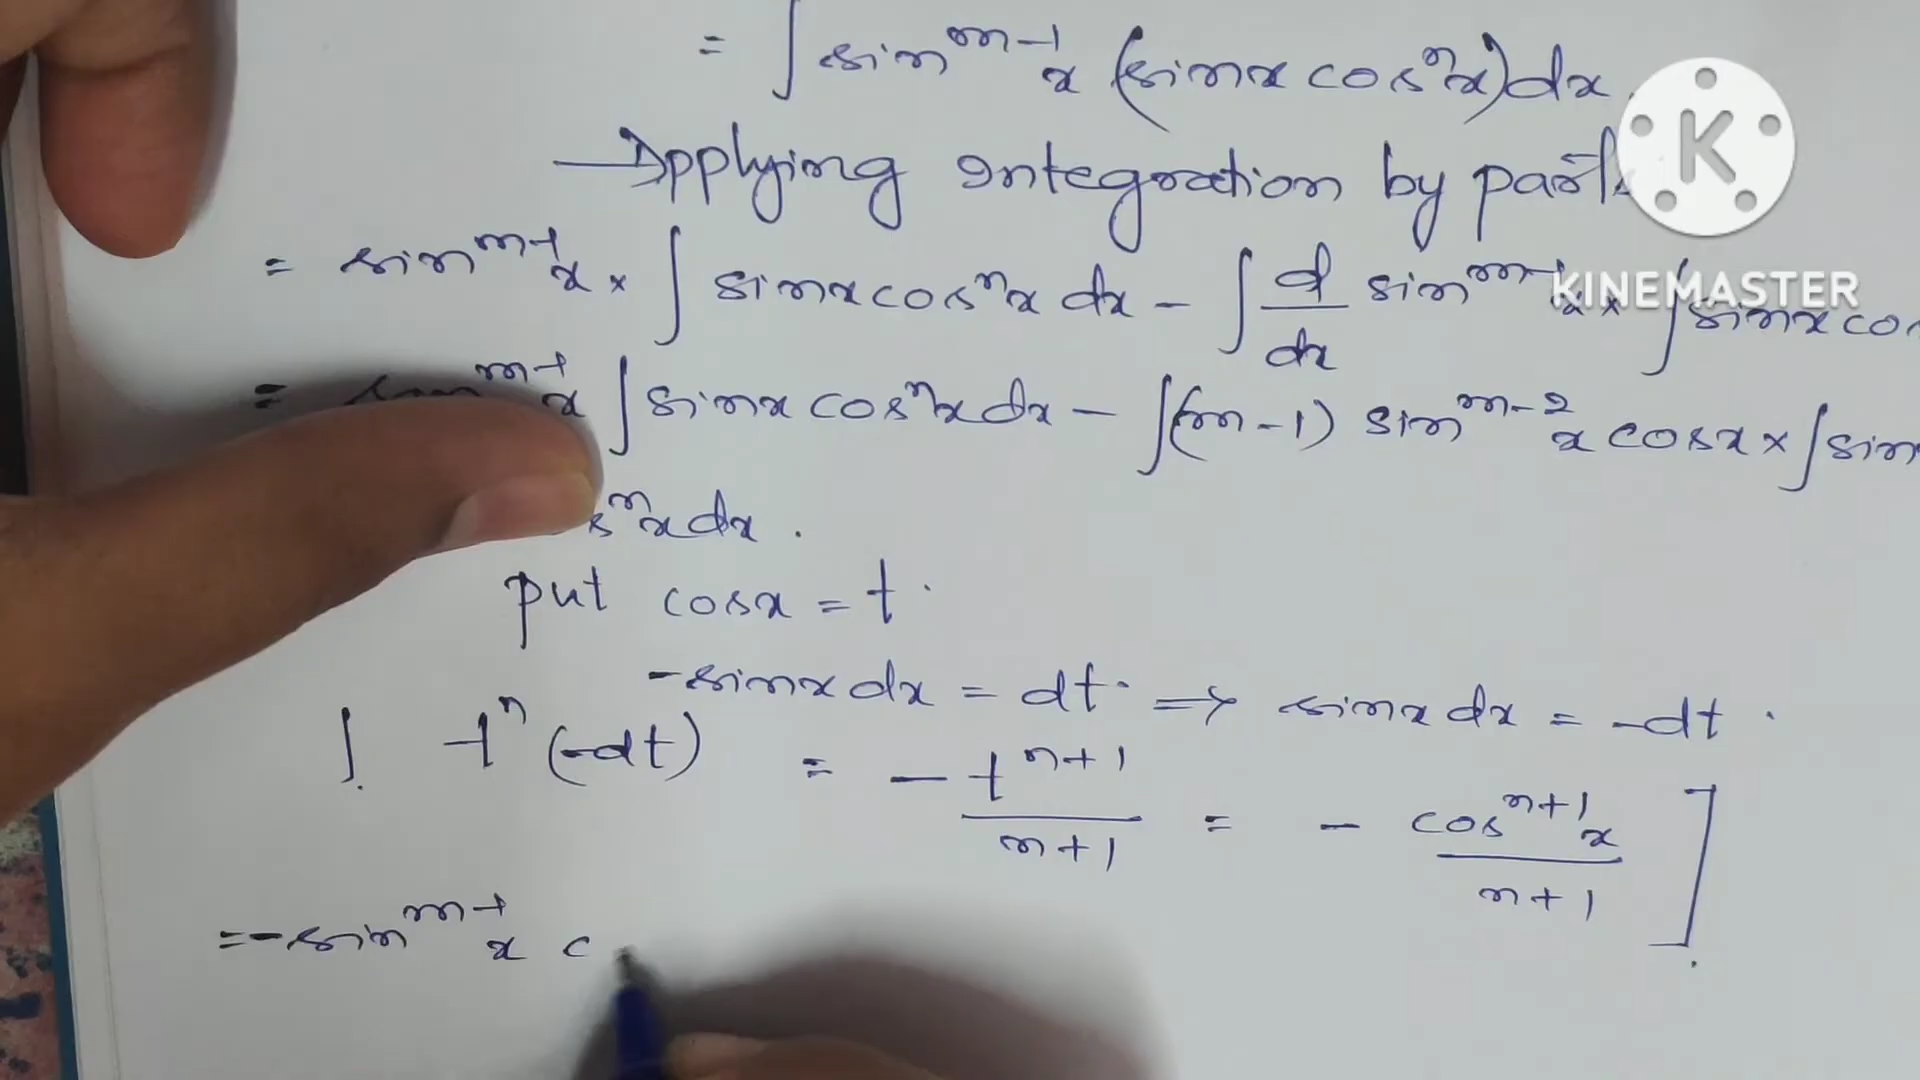 = ∫ sin^{m-1} x (sinx cos^n x) dx.
Applying Integration by parts
= sin^{m-1} x × ∫ sinx cos^n x dx - ∫ d/dx sin^{m-1} x × ∫ sinx co
= x^{m-1} ∫ sinx cos^n x dx - ∫ (m-1) sin^{m-2} x cosx × ∫ sin
s^n x dx.
put cosx = t.
-sinx dx = dt. ⇒ sinx dx = -dt.
∫ t^n (-dt) = - t^{n+1}/n+1 = - cos^{n+1} x/n+1 ]
= -sin^{m-1} x c
K
KINEMASTER